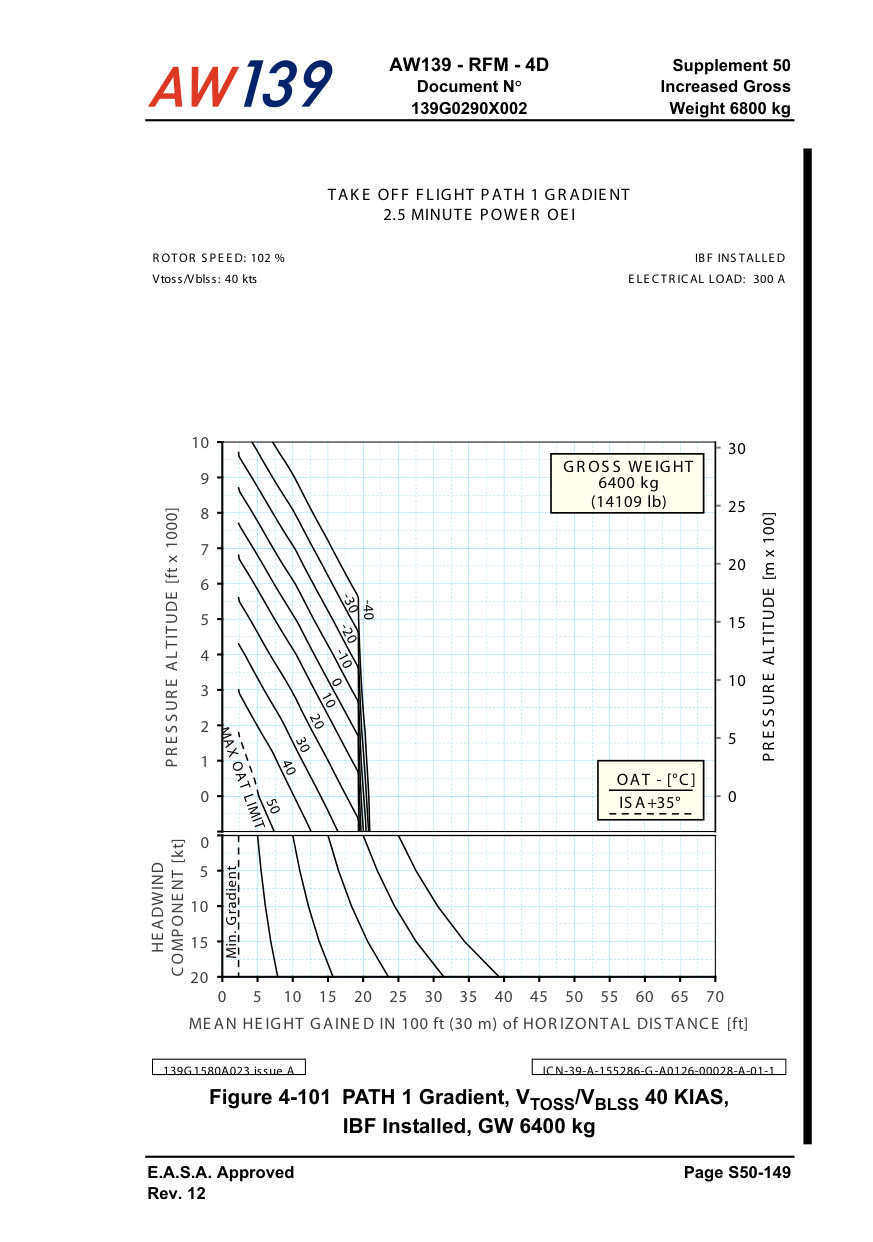 AW139
AW139 - RFM - 4D
Document N°
139G0290X002
Supplement 50
Increased Gross
Weight 6800 kg
TAKE OFF FLIGHT PATH 1 GRADIENT
2.5 MINUTE POWER OEI
ROTOR SPEED: 102 %
IBF INSTALLED
Vtoss/Vblss: 40 kts
ELECTRICAL LOAD: 300 A
GROSS WEIGHT
6400 kg
(14109 lb)
PRESSURE ALTITUDE [ft x 1000]
10
9
8
7
6
5
4
3
2
1
0
PRESSURE ALTITUDE [m x 100]
30
25
20
15
10
5
0
-40
-30
-20
-10
0
10
20
30
40
50
MAX OAT LIMIT
OAT - [°C]
ISA+35°
HEADWIND
COMPONENT [kt]
0
5
10
15
20
Min. Gradient
0 5 10 15 20 25 30 35 40 45 50 55 60 65 70
MEAN HEIGHT GAINED IN 100 ft (30 m) of HORIZONTAL DISTANCE [ft]
139G1580A023 issue A
ICN-39-A-155286-G-A0126-00028-A-01-1
Figure 4-101 PATH 1 Gradient, VTOSS/VBLSS 40 KIAS,
IBF Installed, GW 6400 kg
E.A.S.A. Approved
Page S50-149
Rev. 12